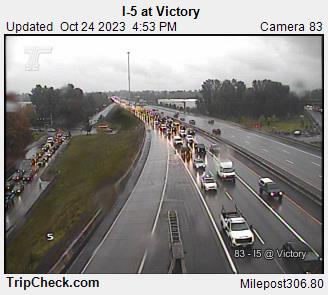 I-5 at Victory
Updated Oct 24 2023 4:53 PM Camera 83
S
83 - I5 @ Victory
TripCheck.com Milepost306.80